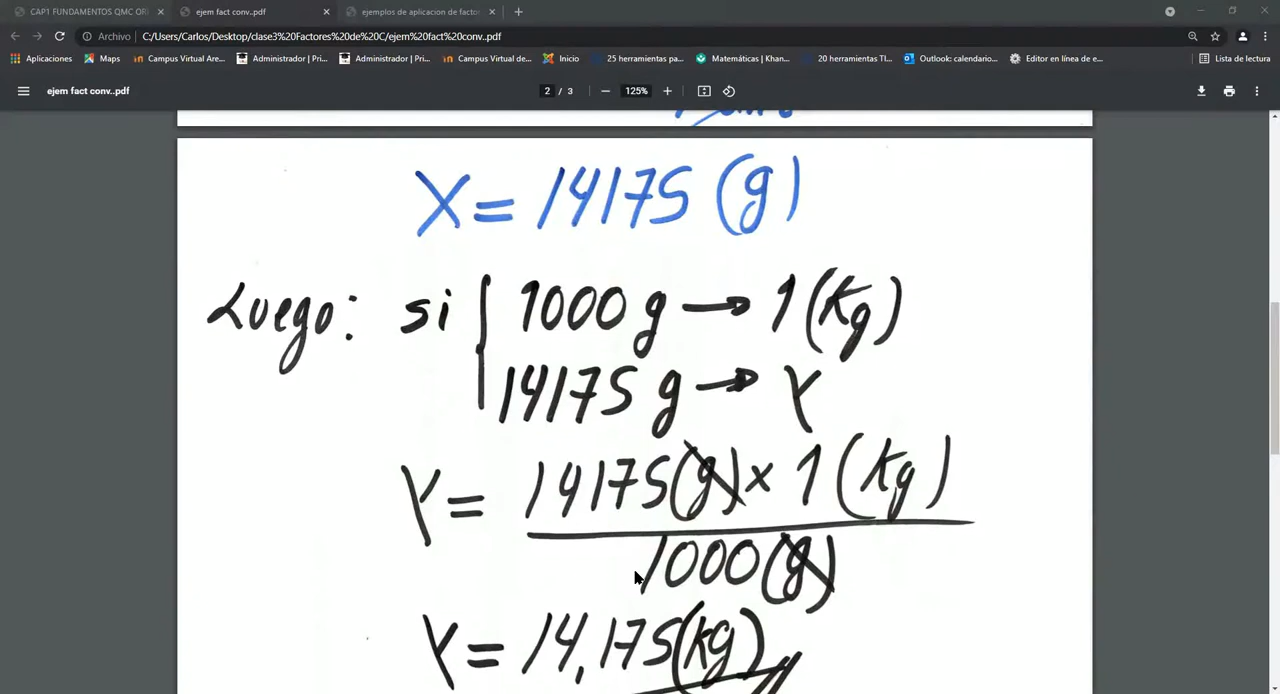 CAP1 FUNDAMENTOS QMC OR
ejem fact conv..pdf
ejemplos de aplicacion de facto
Archivo C:/Users/Carlos/Desktop/clase3%20Factores%20de%20C/ejem%20fact%20conv..pdf
Aplicaciones Maps Campus Virtual Are... Administrador | Pri... Administrador | Pri... Campus Virtual de... Inicio 25 herramientas pa... Matemáticas | Khan... 20 herramientas TI... Outlook: calendario... Editor en línea de e... Lista de lectura
ejem fact conv..pdf 2 / 3 125%
X = 14175 (g)
Luego: si { 1000 g → 1 (Kg)
14175 g → Y
Y = 14175 (g) x 1 (Kg)
1000 (g)
Y = 14,175 (Kg)